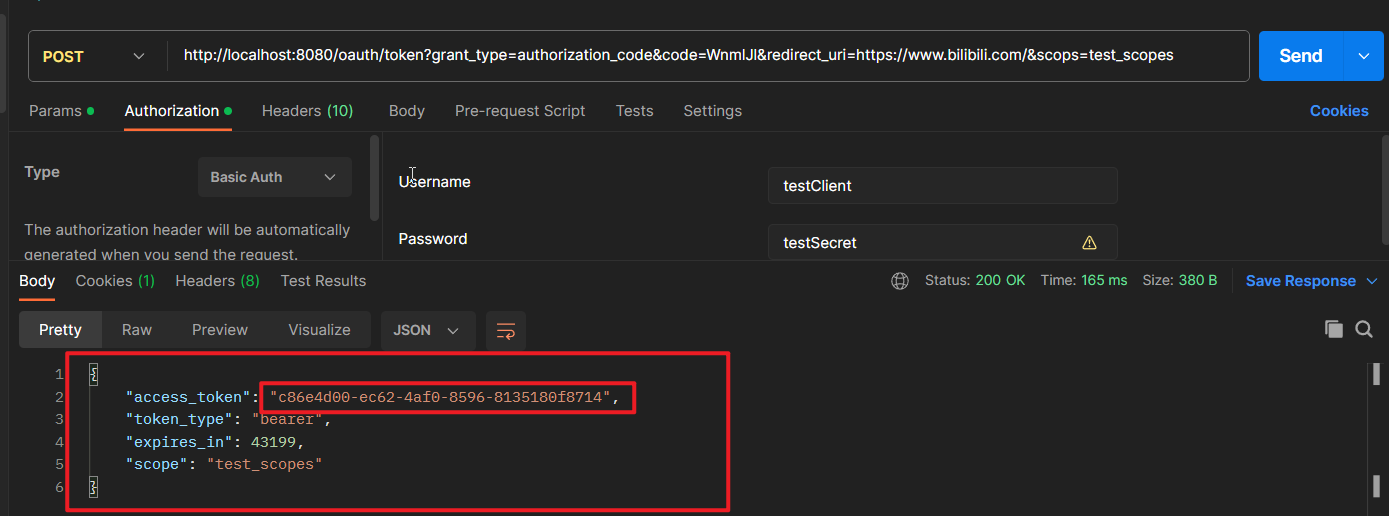 POST http://localhost:8080/oauth/token?grant_type=authorization_code&code=WnmlJl&redirect_uri=https://www.bilibili.com/&scops=test_scopes Send
Params Authorization Headers (10) Body Pre-request Script Tests Settings Cookies
Type Basic Auth
The authorization header will be automatically
generated when you send the request.
Username testClient
Password testSecret
Body Cookies (1) Headers (8) Test Results Status: 200 OK Time: 165 ms Size: 380 B Save Response
Pretty Raw Preview Visualize JSON
1 {
2 "access_token": "c86e4d00-ec62-4af0-8596-8135180f8714",
3 "token_type": "bearer",
4 "expires_in": 43199,
5 "scope": "test_scopes"
6 }